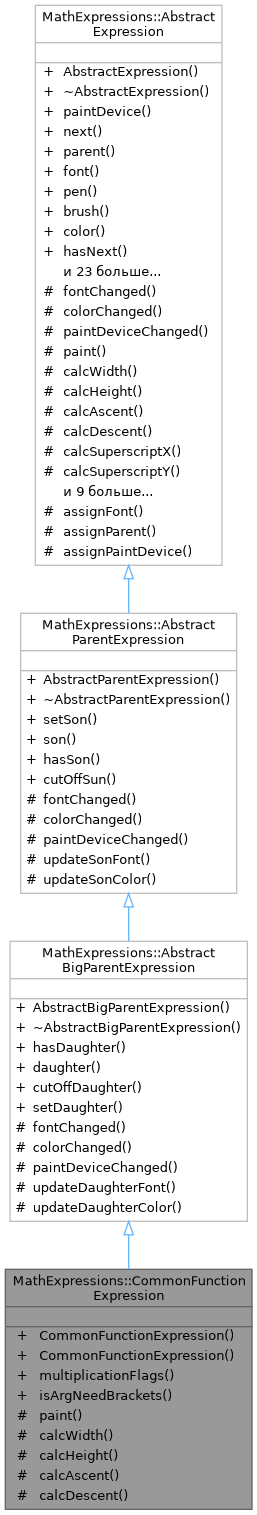 MathExpressions::Abstract
Expression
+ AbstractExpression()
+ ~AbstractExpression()
+ paintDevice()
+ next()
+ parent()
+ font()
+ pen()
+ brush()
+ color()
+ hasNext()
и 23 больше...
# fontChanged()
# colorChanged()
# paintDeviceChanged()
# paint()
# calcWidth()
# calcHeight()
# calcAscent()
# calcDescent()
# calcSuperscriptX()
# calcSuperscriptY()
и 9 больше...
# assignFont()
# assignParent()
# assignPaintDevice()
MathExpressions::Abstract
ParentExpression
+ AbstractParentExpression()
+ ~AbstractParentExpression()
+ setSon()
+ son()
+ hasSon()
+ cutOffSun()
# fontChanged()
# colorChanged()
# paintDeviceChanged()
# updateSonFont()
# updateSonColor()
MathExpressions::Abstract
BigParentExpression
+ AbstractBigParentExpression()
+ ~AbstractBigParentExpression()
+ hasDaughter()
+ daughter()
+ cutOffDaughter()
+ setDaughter()
# fontChanged()
# colorChanged()
# paintDeviceChanged()
# updateDaughterFont()
# updateDaughterColor()
MathExpressions::CommonFunction
Expression
+ CommonFunctionExpression()
+ CommonFunctionExpression()
+ multiplicationFlags()
+ isArgNeedBrackets()
# paint()
# calcWidth()
# calcHeight()
# calcAscent()
# calcDescent()